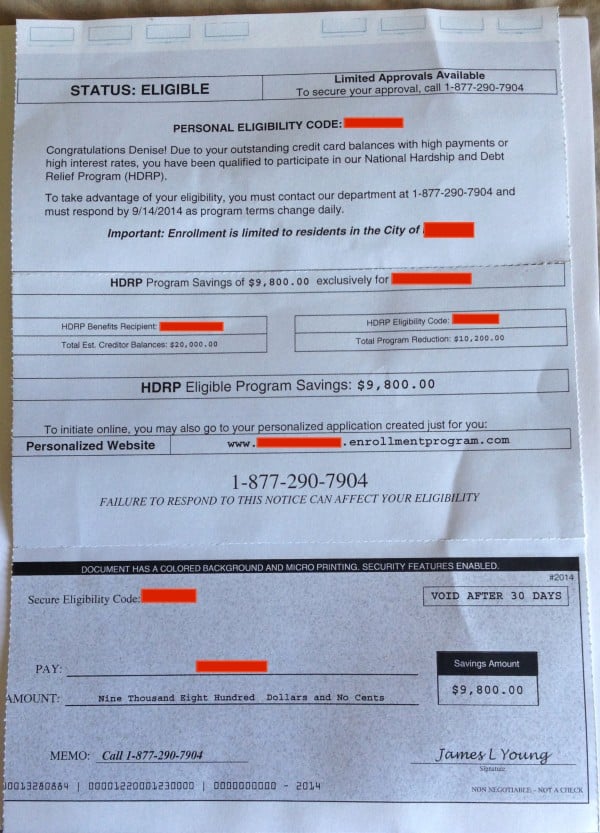 STATUS: ELIGIBLE
Limited Approvals Available
To secure your approval, call 1-877-290-7904
PERSONAL ELIGIBILITY CODE:
Congratulations Denise! Due to your outstanding credit card balances with high payments or
high interest rates, you have been qualified to participate in our National Hardship and Debt
Relief Program (HDRP).
To take advantage of your eligibility, you must contact our department at 1-877-290-7904 and
must respond by 9/14/2014 as program terms change daily.
Important: Enrollment is limited to residents in the City of
HDRP Program Savings of $9,800.00 exclusively for
HDRP Benefits Recipient:
Total Est. Creditor Balances: $20,000.00
HDRP Eligibility Code:
Total Program Reduction: $10,200.00
HDRP Eligible Program Savings: $9,800.00
To initiate online, you may also go to your personalized application created just for you:
Personalized Website
www. .enrollmentprogram.com
1-877-290-7904
FAILURE TO RESPOND TO THIS NOTICE CAN AFFECT YOUR ELIGIBILITY
DOCUMENT HAS A COLORED BACKGROUND AND MICRO PRINTING. SECURITY FEATURES ENABLED.
#2014
Secure Eligibility Code:
VOID AFTER 30 DAYS
PAY:
Savings Amount
$9,800.00
AMOUNT: Nine Thousand Eight Hundred Dollars and No Cents
MEMO: Call 1-877-290-7904
James L Young
Signature
00013280884 | 00001220001230000 | 0000000000 - 2014
NON NEGOTIABLE - NOT A CHECK